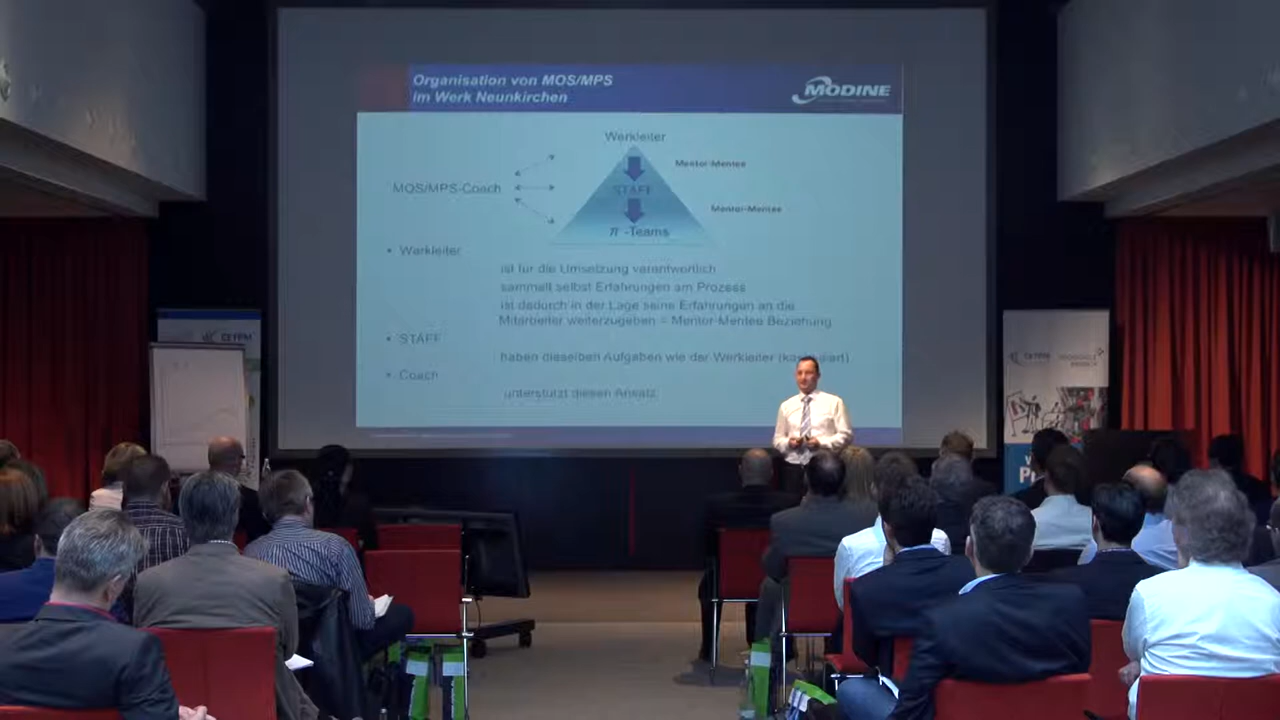 Organisation von MOS/MPS
im Werk Neunkirchen
MODINE
Werkleiter
Mentor-Mentee
MOS/MPS-Coach
STAFF
Mentor-Mentee
π -Teams
• Werkleiter
ist für die Umsetzung verantwortlich
sammelt selbst Erfahrungen am Prozess
ist dadurch in der Lage seine Erfahrungen an die
Mitarbeiter weiterzugeben = Mentor-Mentee Beziehung
• STAFF
haben dieselben Aufgaben wie der Werkleiter
• Coach
unterstützt diesen Ansatz
CETPM
CETPM